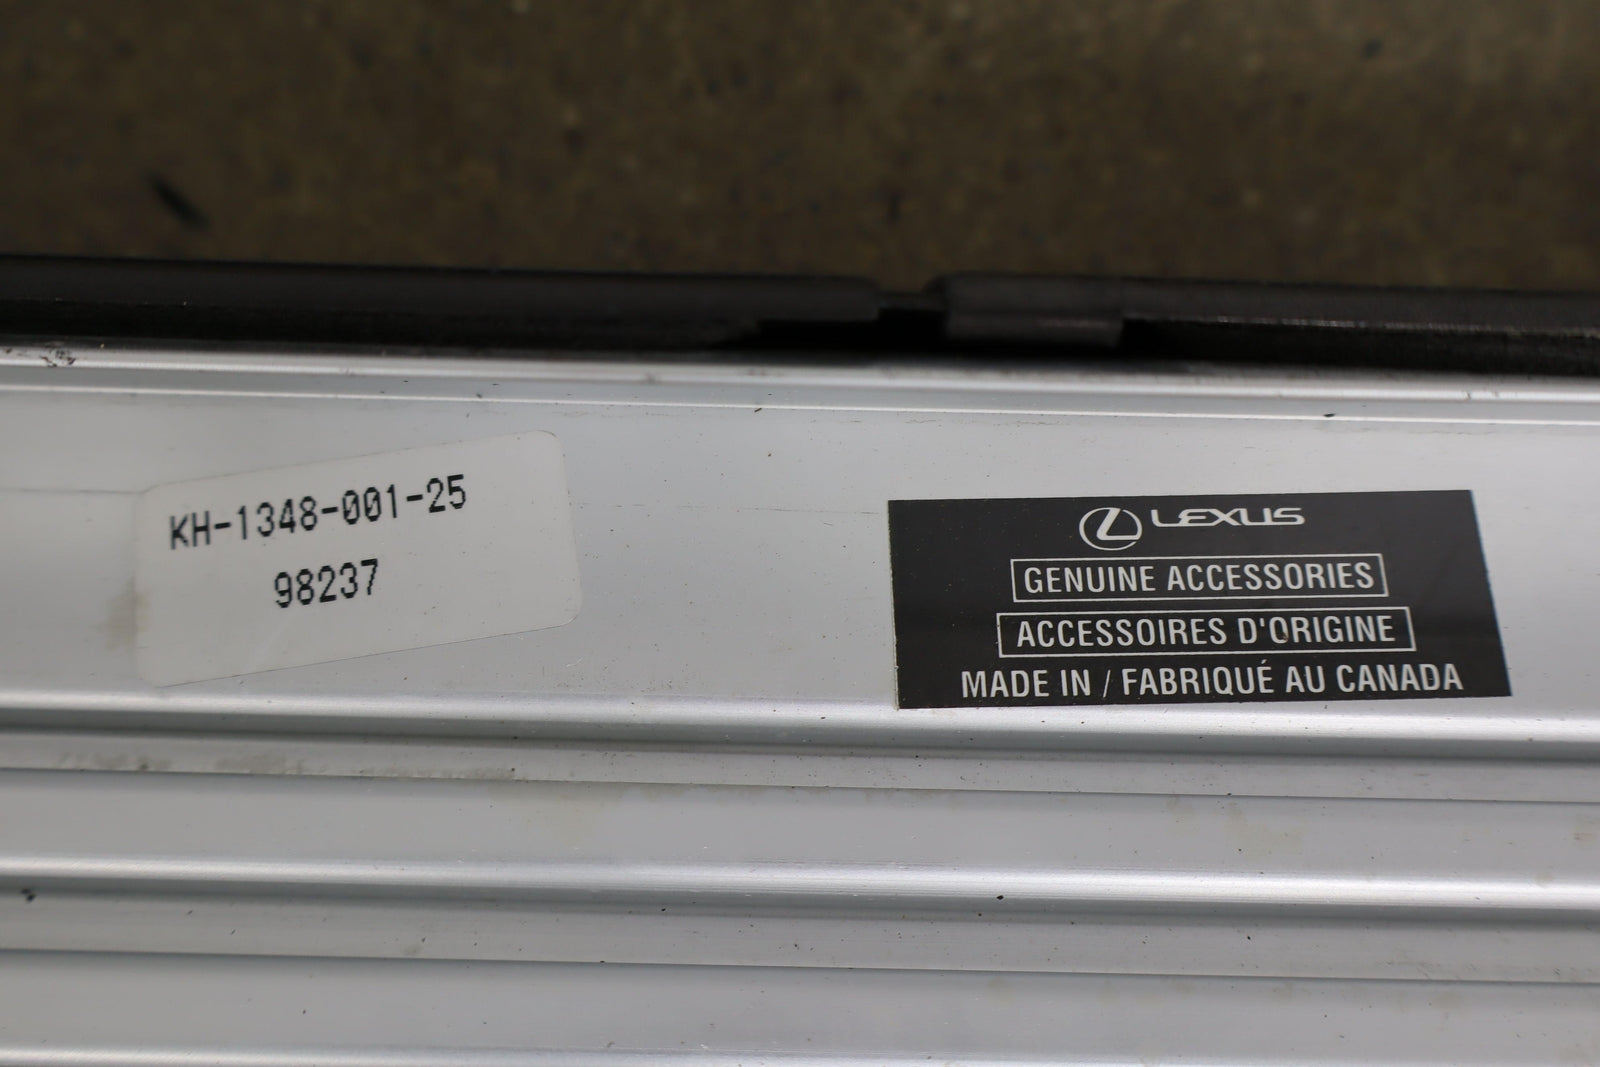 KH-1348-001-25
98237
LEXUS
GENUINE ACCESSORIES
ACCESSOIRES D'ORIGINE
MADE IN / FABRIQUÉ AU CANADA